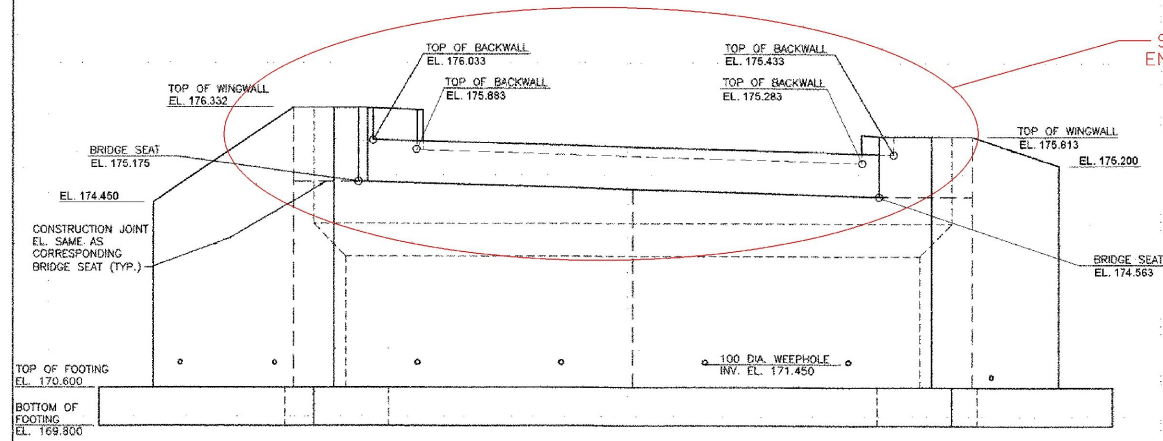 TOP OF BACKWALL
EL. 176.033
TOP OF BACKWALL
EL. 175.433
S
EN
TOP OF BACKWALL
EL. 175.883
TOP OF BACKWALL
EL. 175.283
TOP OF WINGWALL
EL. 176.332
TOP OF WINGWALL
EL. 175.813
BRIDGE SEAT
EL. 175.175
EL. 175.200
EL. 174.450
CONSTRUCTION JOINT
EL. SAME AS
CORRESPONDING
BRIDGE SEAT (TYP.)
BRIDGE SEAT
EL. 174.563
100 DIA. WEEPHOLE
INV. EL. 171.450
TOP OF FOOTING
EL. 170.600
BOTTOM OF
FOOTING
EL. 169.800